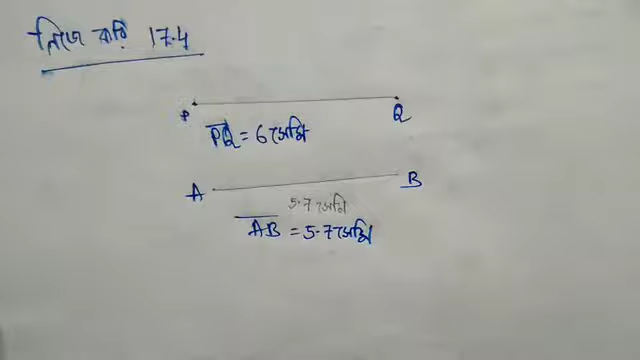 নিজে করি 17.4
P Q
PQ = 6 সেমি
A B
5.7 সেমি
AB = 5.7 সেমি